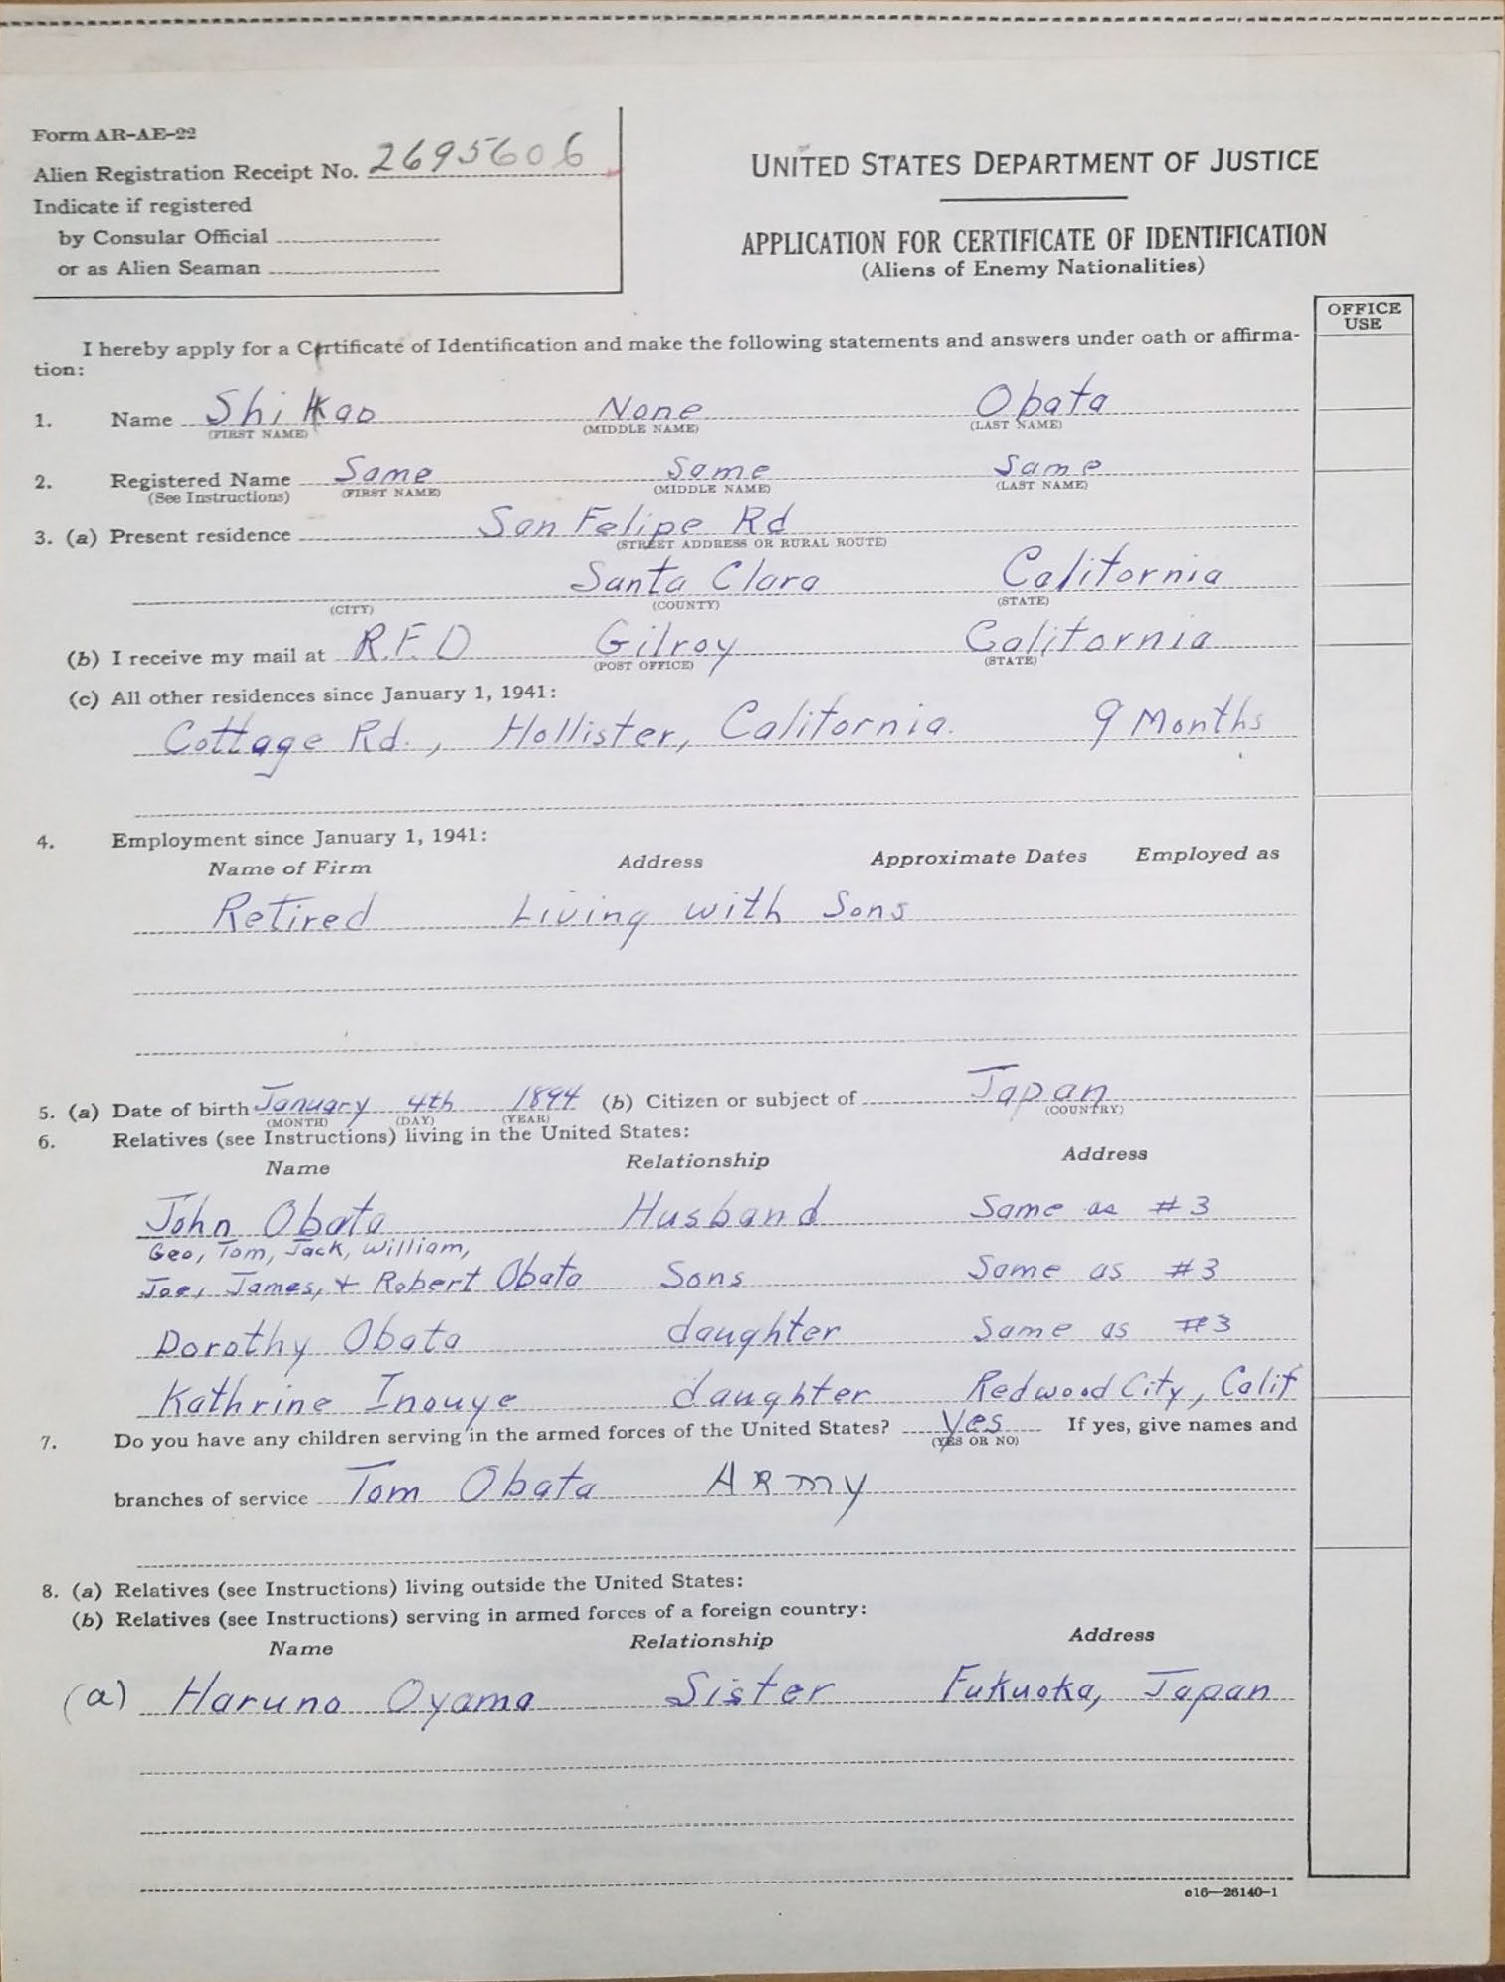 Form AR-AE-22
Alien Registration Receipt No. 2695606
Indicate if registered
by Consular Official
or as Alien Seaman
UNITED STATES DEPARTMENT OF JUSTICE
APPLICATION FOR CERTIFICATE OF IDENTIFICATION
(Aliens of Enemy Nationalities)
OFFICE
USE
I hereby apply for a Certificate of Identification and make the following statements and answers under oath or affirma-
tion:
1. Name Shikao None Obata
(FIRST NAME) (MIDDLE NAME) (LAST NAME)
2. Registered Name Same Same Same
(See Instructions) (FIRST NAME) (MIDDLE NAME) (LAST NAME)
3. (a) Present residence San Felipe Rd
(STREET ADDRESS OR RURAL ROUTE)
Santa Clara California
(CITY) (COUNTY) (STATE)
(b) I receive my mail at R.F.D Gilroy California
(POST OFFICE) (STATE)
(c) All other residences since January 1, 1941:
Cottage Rd., Hollister, California. 9 Months
4. Employment since January 1, 1941:
Name of Firm Address Approximate Dates Employed as
Retired Living with Sons
5. (a) Date of birth January 4th 1894 (b) Citizen or subject of Japan
(MONTH) (DAY) (YEAR) (COUNTRY)
6. Relatives (see Instructions) living in the United States:
Name Relationship Address
John Obata Husband Same as #3
Geo, Tom, Jack, William,
Joe, James, + Robert Obata Sons Same as #3
Dorothy Obata daughter Same as #3
Kathrine Inouye daughter Redwood City, Calif
7. Do you have any children serving in the armed forces of the United States? Yes If yes, give names and
(YES OR NO)
branches of service Tom Obata Army
8. (a) Relatives (see Instructions) living outside the United States:
(b) Relatives (see Instructions) serving in armed forces of a foreign country:
Name Relationship Address
(a) Haruno Oyama Sister Fukuoka, Japan
c16—26140-1